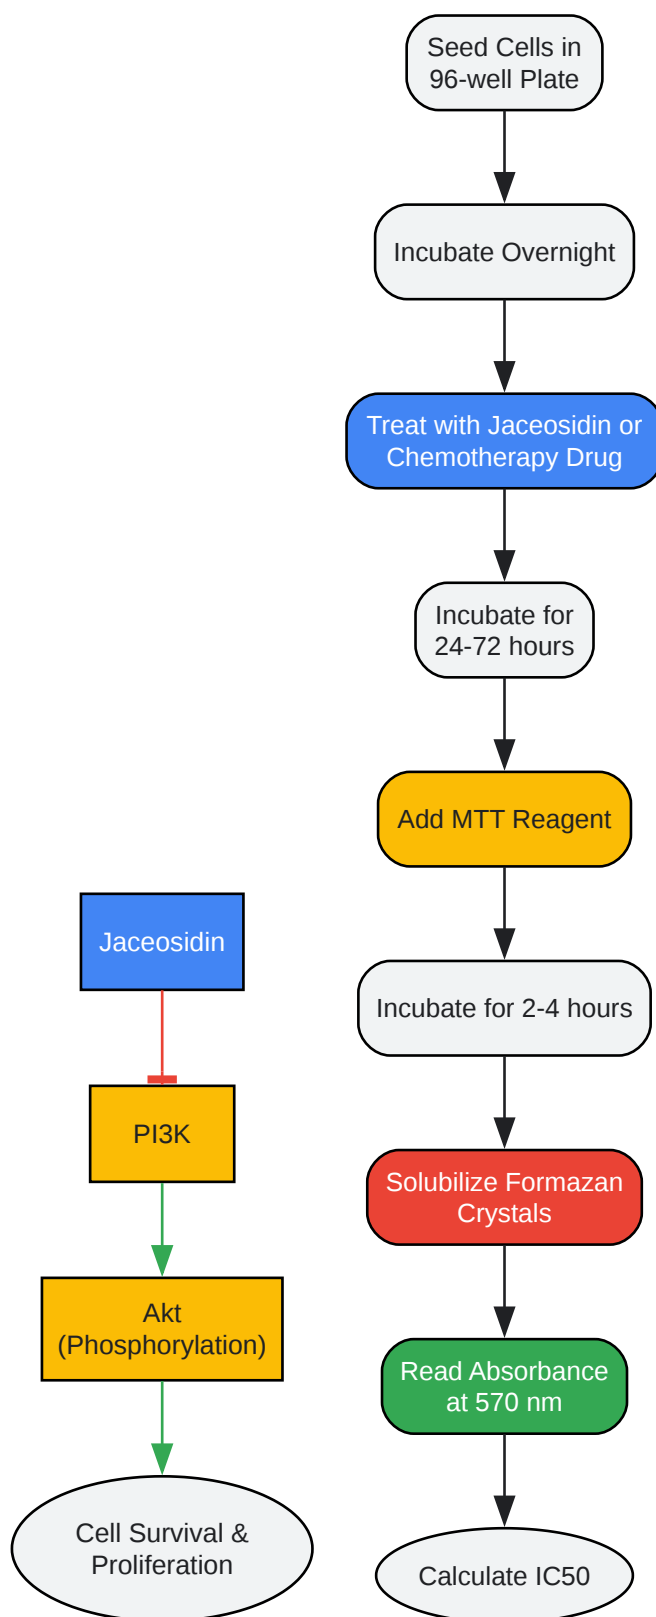 Seed Cells in
96-well Plate
Incubate Overnight
Treat with Jaceosidin or
Chemotherapy Drug
Incubate for
24-72 hours
Add MTT Reagent
Incubate for 2-4 hours
Solubilize Formazan
Crystals
Read Absorbance
at 570 nm
Calculate IC50
Jaceosidin
PI3K
Akt
(Phosphorylation)
Cell Survival &
Proliferation